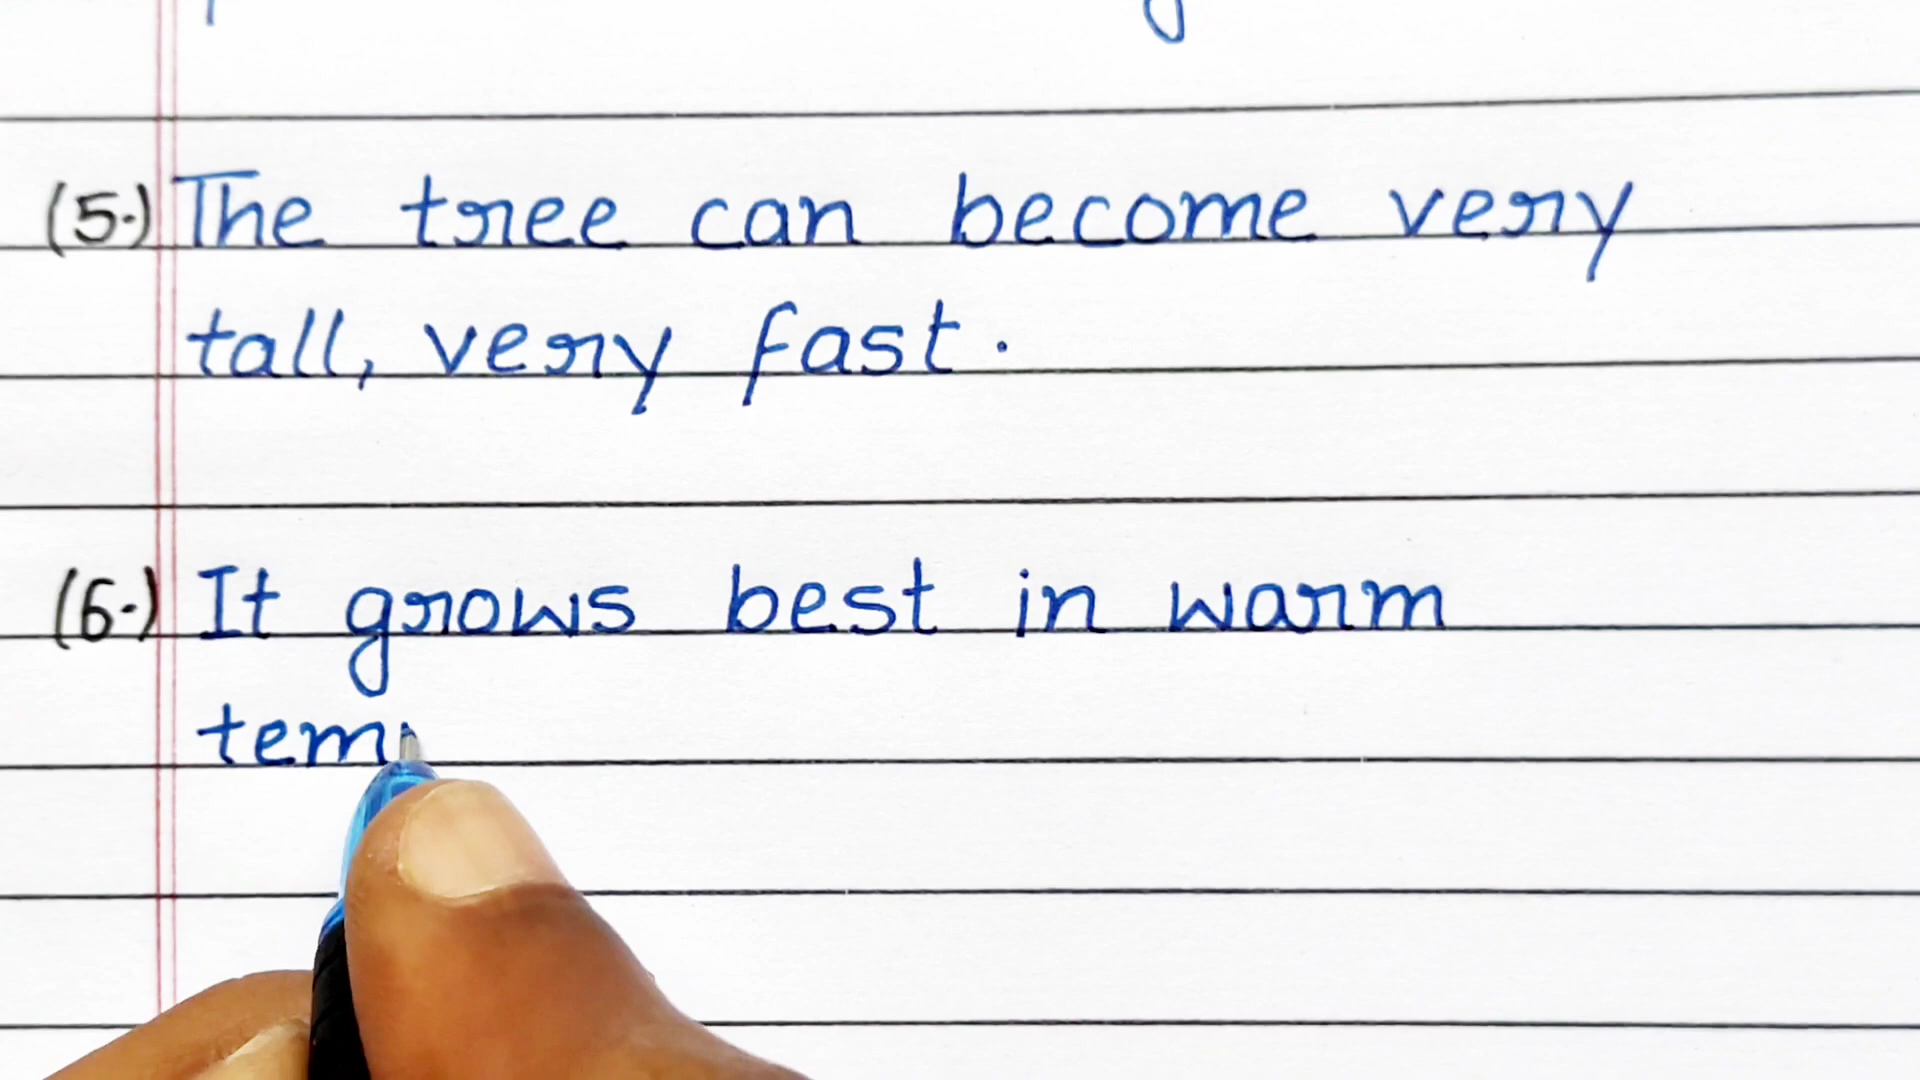 (5.) The tree can become very
tall, very fast.
(6.) It grows best in warm
tem